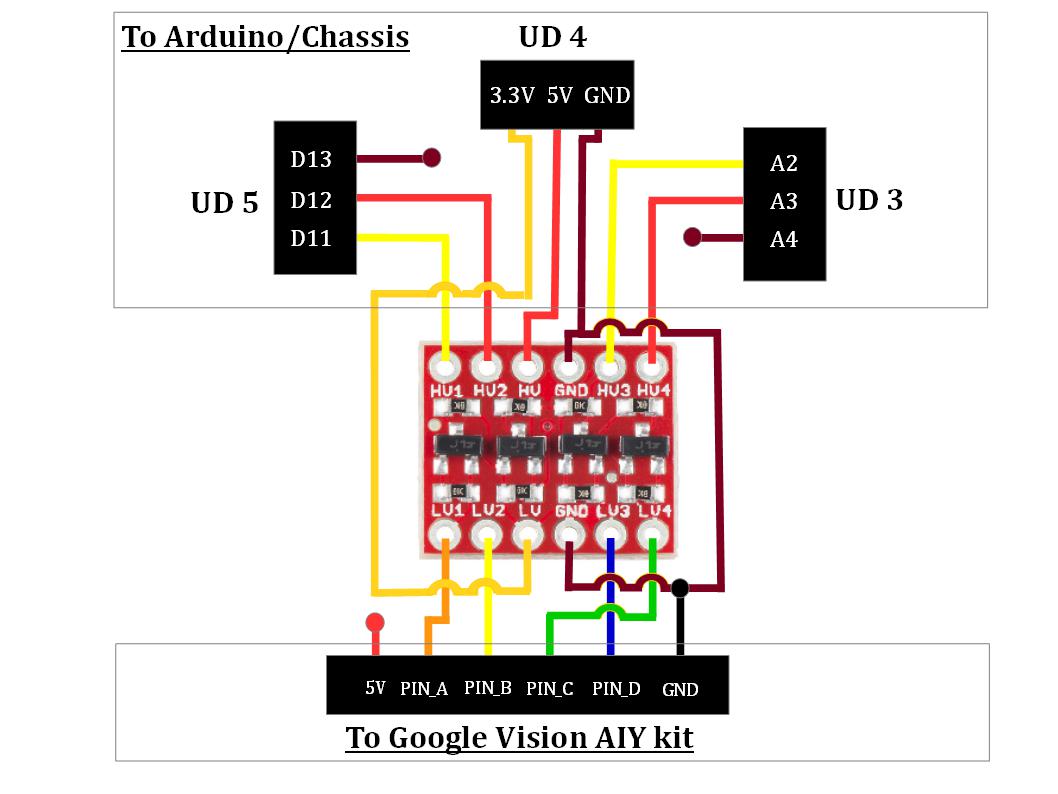 To Arduino/Chassis
UD 4
3.3V 5V GND
UD 5
D13
D12
D11
A2
A3
A4
UD 3
HV1 HV2 HV GND HV3 HV4
LV1 LV2 LV GND LV3 LV4
5V PIN_A PIN_B PIN_C PIN_D GND
To Google Vision AIY kit